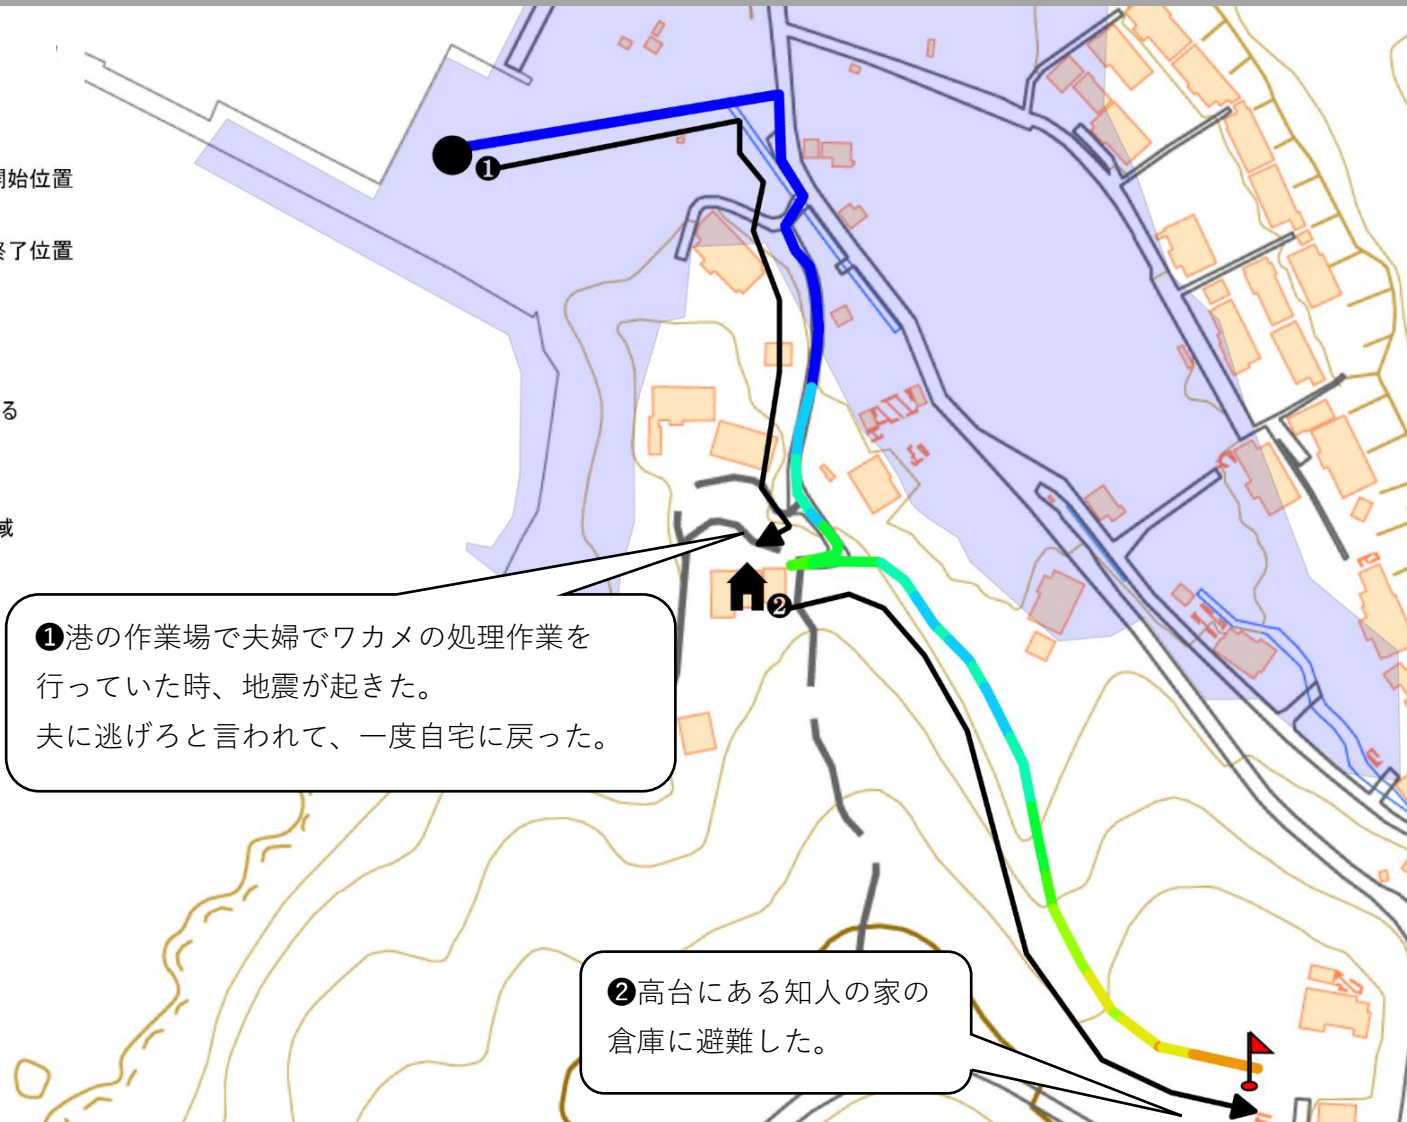 開始位置
終了位置
る
域
❶
❷
❶港の作業場で夫婦でワカメの処理作業を
行っていた時、地震が起きた。
夫に逃げろと言われて、一度自宅に戻った。
❷高台にある知人の家の
倉庫に避難した。